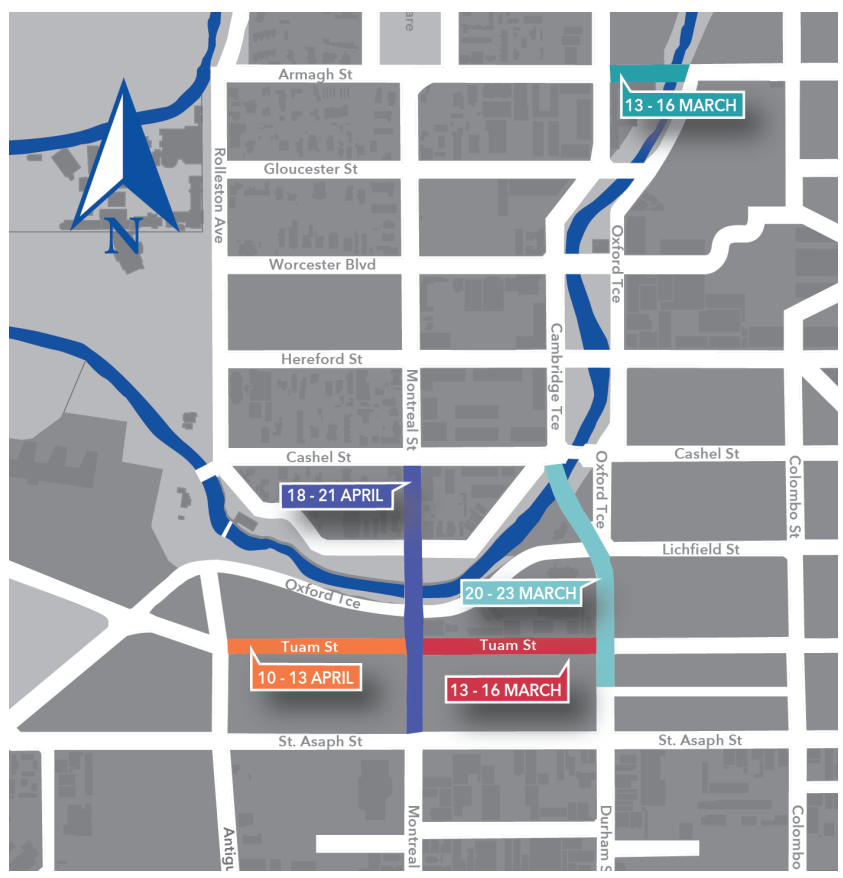 are
Armagh St
13 - 16 MARCH
Rolleston Ave
Gloucester St
N
Oxford Tce
Worcester Blvd
Cambridge Tce
Hereford St
Montreal St
Cashel St
Cashel St
Oxford Tce
Colombo St
18 - 21 APRIL
Lichfield St
Oxford Tce
20 - 23 MARCH
Tuam St
Tuam St
10 - 13 APRIL
13 - 16 MARCH
St. Asaph St
St. Asaph St
Antigu
Montreal
Durham S
Colombo